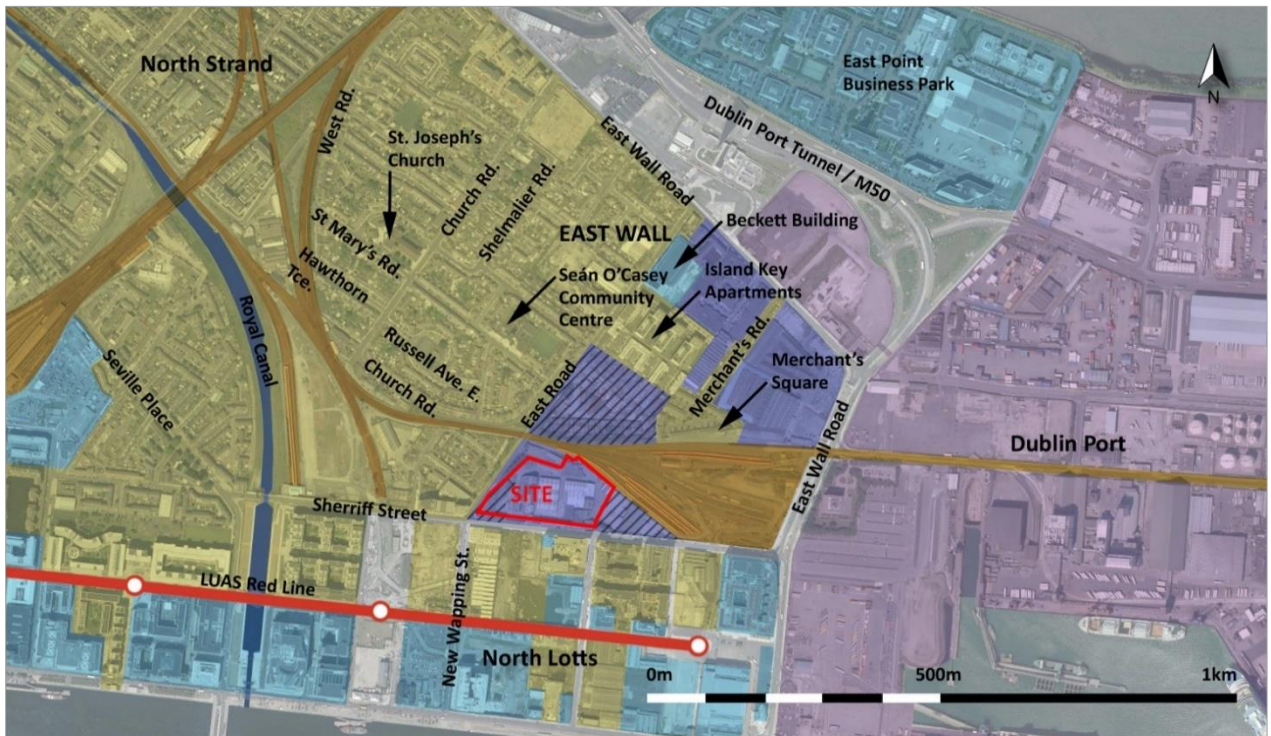 North Strand
West Rd.
St. Joseph's
Church
Church Rd.
Shelmalier Rd.
St Mary's Rd.
Hawthorn
Tce.
East Wall Road
Dublin Port Tunnel / M50
East Point
Business Park
N
EAST WALL
Beckett Building
Seán O'Casey
Community
Centre
Island Key
Apartments
Royal Canal
Seville Place
Russell Ave. E.
Church Rd.
East Road
Merchant's Rd.
Merchant's
Square
East Wall Road
Dublin Port
SITE
Sherriff Street
LUAS Red Line
New Wapping St.
North Lotts
0m
500m
1km